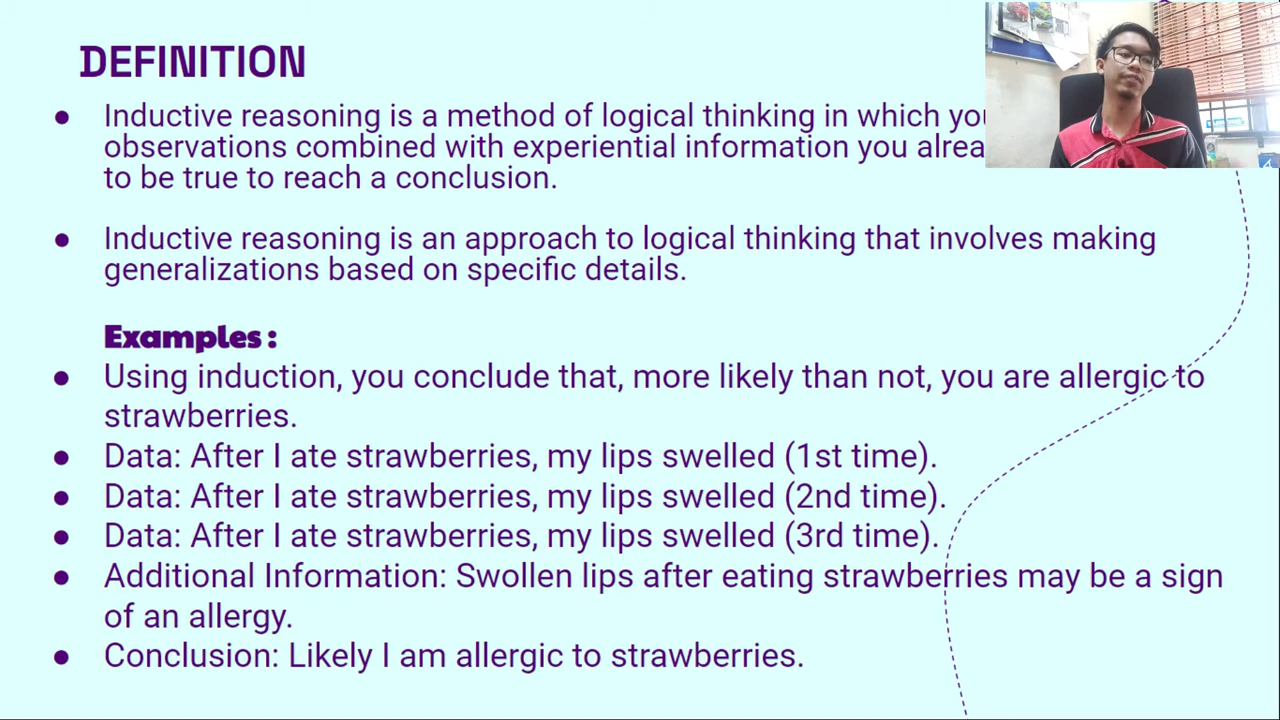 DEFINITION
● Inductive reasoning is a method of logical thinking in which
observations combined with experiential information you
to be true to reach a conclusion.
● Inductive reasoning is an approach to logical thinking that involves making
generalizations based on specific details.
Examples :
● Using induction, you conclude that, more likely than not, you are allergic to
strawberries.
● Data: After I ate strawberries, my lips swelled (1st time).
● Data: After I ate strawberries, my lips swelled (2nd time).
● Data: After I ate strawberries, my lips swelled (3rd time).
● Additional Information: Swollen lips after eating strawberries may be a sign
of an allergy.
● Conclusion: Likely I am allergic to strawberries.